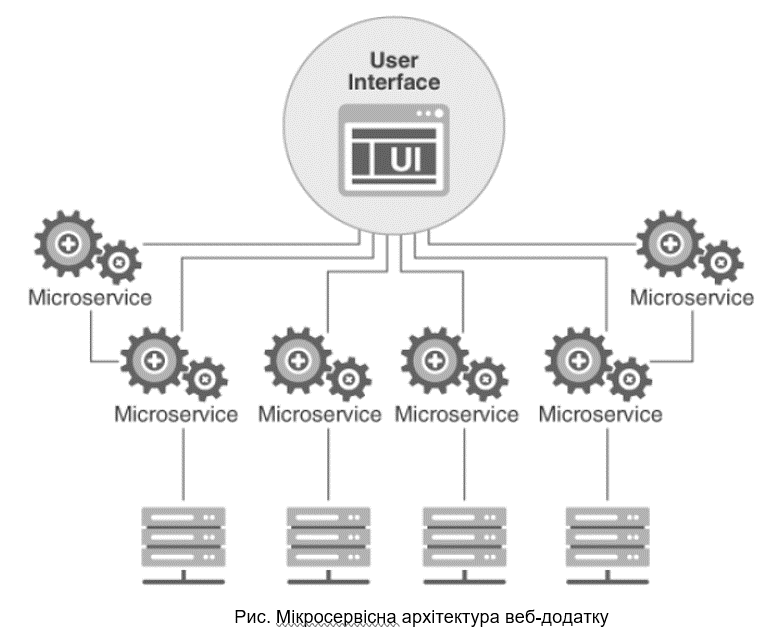 User
Interface
UI
Microservice
Microservice
Microservice
Microservice
Microservice
Microservice
Рис. Мікросервісна архітектура веб-додатку